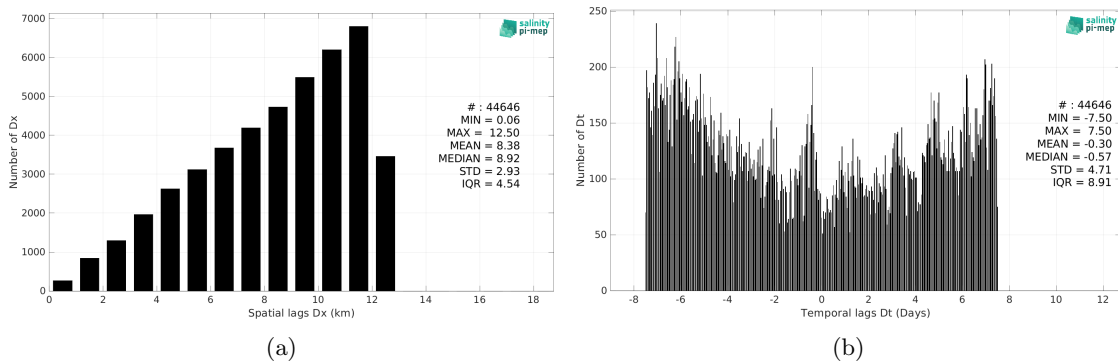 7000
6000
5000
4000
3000
2000
1000
0
Number of Dx
salinity
pi-mep
# : 44646
MIN = 0.06
MAX = 12.50
MEAN = 8.38
MEDIAN = 8.92
STD = 2.93
IQR = 4.54
0 2 4 6 8 10 12 14 16 18
Spatial lags Dx (km)
(a)
250
200
150
100
50
0
Number of Dt
salinity
pi-mep
# : 44646
MIN = -7.50
MAX = 7.50
MEAN = -0.30
MEDIAN = -0.57
STD = 4.71
IQR = 8.91
-8 -6 -4 -2 0 2 4 6 8 10 12
Temporal lags Dt (Days)
(b)